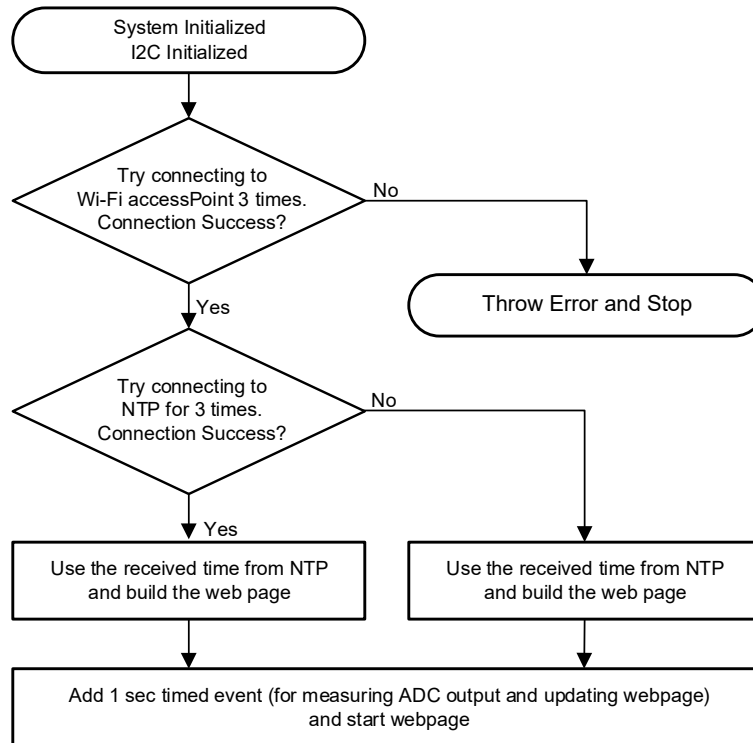 System Initialized
I2C Initialized
Try connecting to
Wi-Fi accessPoint 3 times.
Connection Success?
No
Throw Error and Stop
Yes
Try connecting to
NTP for 3 times.
Connection Success?
No
Yes
Use the received time from NTP
and build the web page
Use the received time from NTP
and build the web page
Add 1 sec timed event (for measuring ADC output and updating webpage)
and start webpage